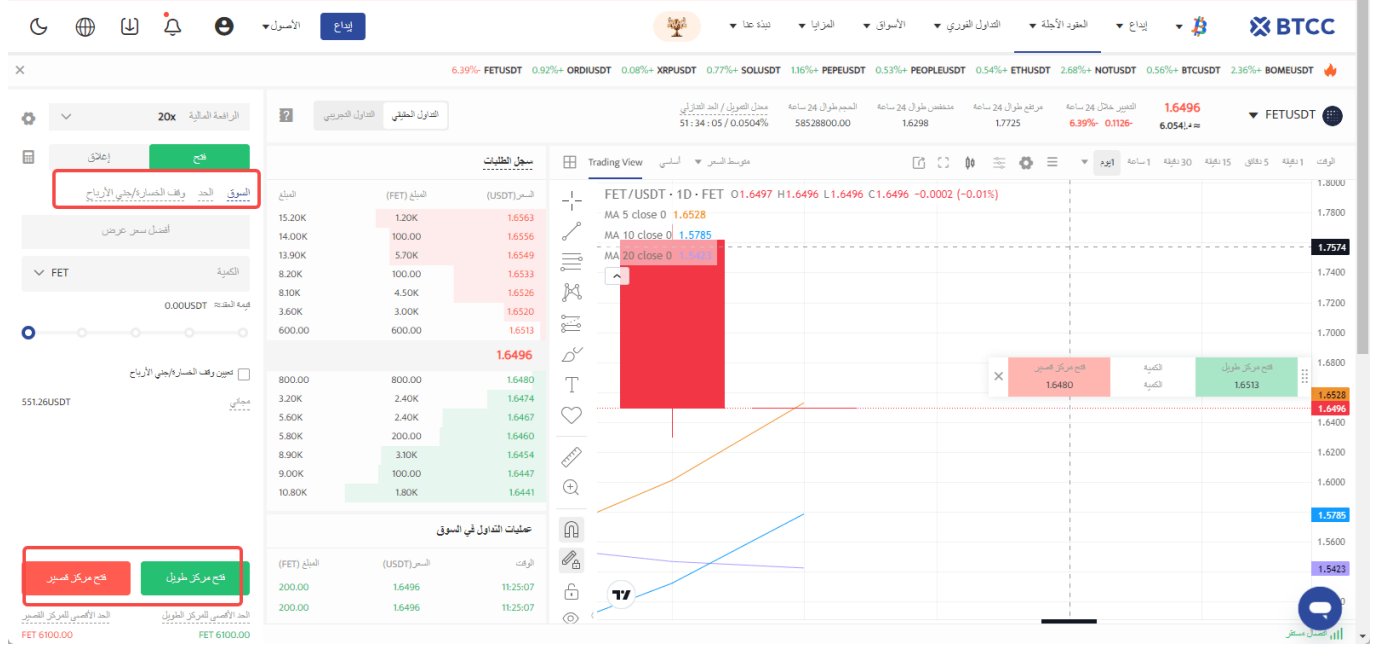 BTCC
إيداع
العقود الأجلة
التداول الفوري
الأسواق
المزايا
نبذة عنا
إيداع
الأصول
6.39%- FETUSDT 0.92%+ ORDIUSDT 0.08%+ XRPUSDT 0.77%+ SOLUSDT 1.16%+ PEPEUSDT 0.53%+ PEOPLEUSDT 0.54%+ ETHUSDT 2.68%+ NOTUSDT 0.56%+ BTCUSDT 2.36%+ BOMEUSDT
FETUSDT
1.6496
≈ د.إ6.054
التغيير خلال 24 ساعة
6.39%- 0.1126-
مرتفع طوال 24 ساعة
1.7725
منخفض طوال 24 ساعة
1.6298
الحجم طوال 24 ساعة
58528800.00
معدل التمويل / العد التنازلي
51 : 34 : 05 / 0.0504%
التداول الحقيقي
التداول التجريبي
الرافعة المالية 20x
فتح
إغلاق
السوق الحد وقف الخسارة/جني الأرباح
أفضل سعر عرض
الكمية
FET
قيمة العقد≈ 0.00USDT
تعيين وقف الخسارة/جني الأرباح
مجاني
551.26USDT
فتح مركز طويل
فتح مركز قصير
الحد الأقصى للمركز الطويل
الحد الأقصى للمركز القصير
FET 6100.00
FET 6100.00
سجل الطلبات
السعر(USDT) المبلغ (FET) المبلغ
15.20K 1.20K 1.6563
14.00K 100.00 1.6556
13.90K 5.70K 1.6549
8.20K 100.00 1.6533
8.10K 4.50K 1.6526
3.60K 3.00K 1.6520
600.00 600.00 1.6513
1.6496
800.00 800.00 1.6480
3.20K 2.40K 1.6474
5.60K 2.40K 1.6467
5.80K 200.00 1.6460
8.90K 3.10K 1.6454
9.00K 100.00 1.6447
10.80K 1.80K 1.6441
عمليات التداول في السوق
الوقت السعر(USDT) المبلغ (FET)
200.00 1.6496 11:25:07
200.00 1.6496 11:25:07
الوقت 1 دقيقة 5 دقائق 15 دقيقة 30 دقيقة 1 ساعة 1يوم
متوسط السعر أساسي Trading View
FET/USDT · 1D · FET O1.6497 H1.6496 L1.6496 C1.6496 −0.0002 (−0.01%)
MA 5 close 0 1.6528
MA 10 close 0 1.5785
MA 20 close 0 1.5423
فتح مركز طويل
1.6513
الكمية
الكمية
فتح مركز قصير
1.6480
1.8000
1.7800
1.7574
1.7400
1.7200
1.7000
1.6800
1.6528
1.6496
1.6400
1.6200
1.6000
1.5785
1.5600
1.5423